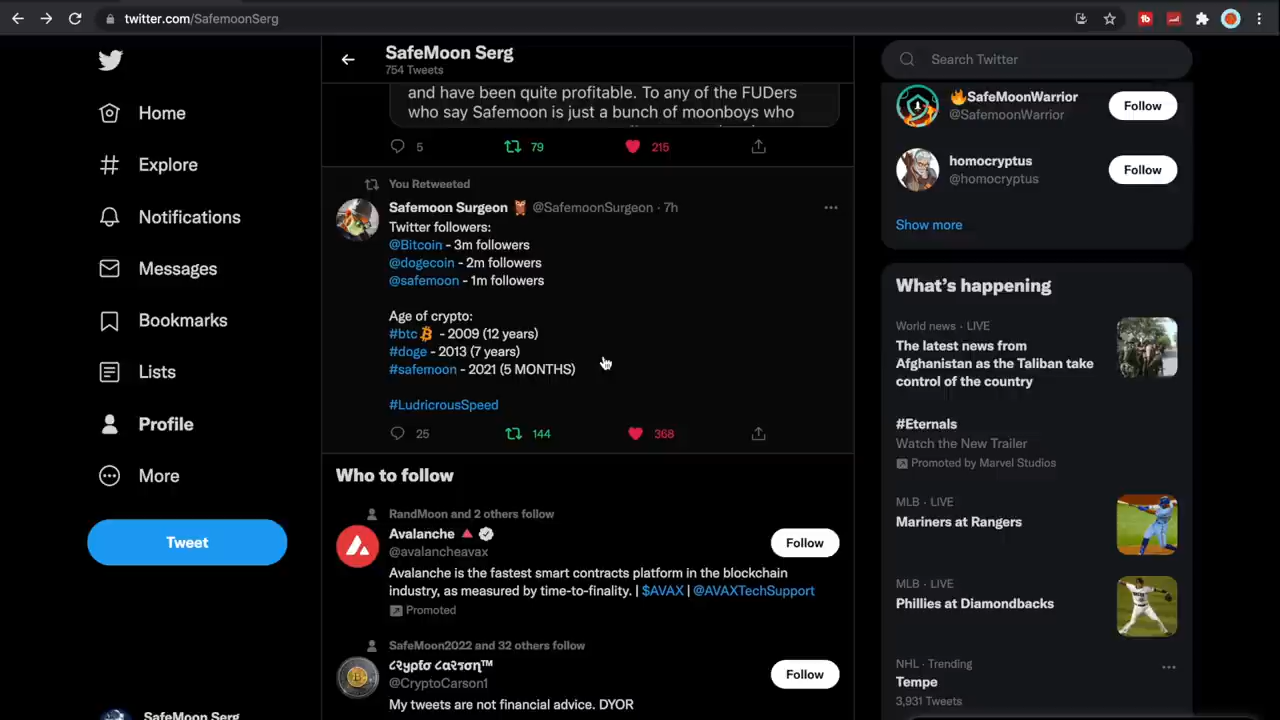 twitter.com/SafemoonSerg
Home
Explore
Notifications
Messages
Bookmarks
Lists
Profile
More
Tweet
SafeMoon Serg
SafeMoon Serg
754 Tweets
and have been quite profitable. To any of the FUDers
who say Safemoon is just a bunch of moonboys who
5 79 215
You Retweeted
Safemoon Surgeon 🦉 @SafemoonSurgeon · 7h
Twitter followers:
@Bitcoin - 3m followers
@dogecoin - 2m followers
@safemoon - 1m followers
Age of crypto:
#btc - 2009 (12 years)
#doge - 2013 (7 years)
#safemoon - 2021 (5 MONTHS)
#LudricrousSpeed
25 144 368
Who to follow
RandMoon and 2 others follow
Avalanche 🔺
@avalancheavax
Follow
Avalanche is the fastest smart contracts platform in the blockchain
industry, as measured by time-to-finality. | $AVAX | @AVAXTechSupport
Promoted
SafeMoon2022 and 32 others follow
@CryptoCarson1
Follow
My tweets are not financial advice. DYOR
Search Twitter
🔥SafeMoonWarrior
@SafemoonWarrior
Follow
homocryptus
@homocryptus
Follow
Show more
What's happening
World news · LIVE
The latest news from
Afghanistan as the Taliban take
control of the country
#Eternals
Watch the New Trailer
Promoted by Marvel Studios
MLB · LIVE
Mariners at Rangers
MLB · LIVE
Phillies at Diamondbacks
NHL · Trending
Tempe
3,931 Tweets